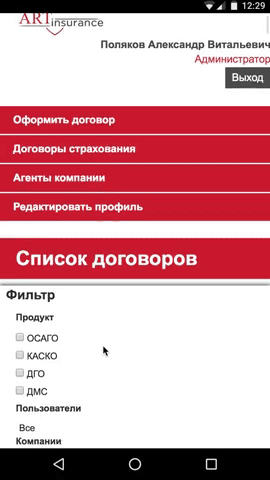 12:29
ART insurance
Поляков Александр Витальевич
Администратор
Выход
Оформить договор
Договоры страхования
Агенты компании
Редактировать профиль
Список договоров
Фильтр
Продукт
ОСАГО
КАСКО
ДГО
ДМС
Пользователи
Все
Компании